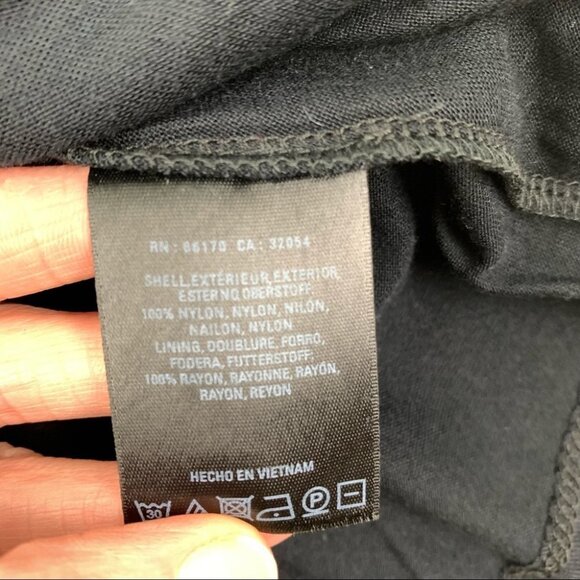 RN : 06170 CA : 32054
SHELL,EXTÉRIEUR,EXTERIOR,
ESTERNO,OBERSTOFF.
100% NYLON, NYLON, NILON,
NAILON, NYLON
LINING, DOUBLURE, FORRO,
FODERA, FUTTERSTOFF.
100% RAYON, RAYONNE, RAYÓN,
RAYON, REYON
HECHO EN VIETNAM
30 P